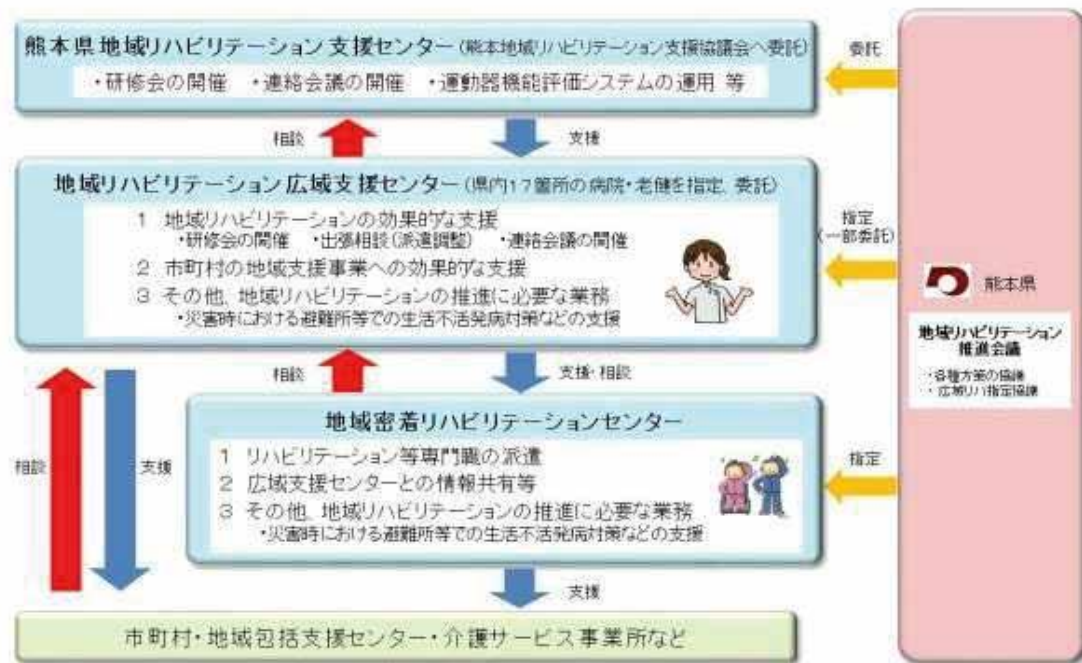 熊本県地域リハビリテーション支援センター(熊本地域リハビリテーション支援協議会へ委託)
・研修会の開催 ・連絡会議の開催 ・運動器機能評価システムの運用 等
委託
相談
支援
地域リハビリテーション広域支援センター(県内17箇所の病院・老健を指定、委託)
1 地域リハビリテーションの効果的な支援
・研修会の開催 ・出張相談(派遣調整) ・連絡会議の開催
2 市町村の地域支援事業への効果的な支援
3 その他、地域リハビリテーションの推進に必要な業務
・災害時における避難所等での生活不活発病対策などの支援
指定
(一部委託)
熊本県
地域リハビリテーション
推進会議
・各種方策の協議
・広域リハ指定協議
相談
支援・相談
地域密着リハビリテーションセンター
1 リハビリテーション等専門職の派遣
2 広域支援センターとの情報共有等
3 その他、地域リハビリテーションの推進に必要な業務
・災害時における避難所等での生活不活発病対策などの支援
指定
相談
支援
支援
市町村・地域包括支援センター・介護サービス事業所など